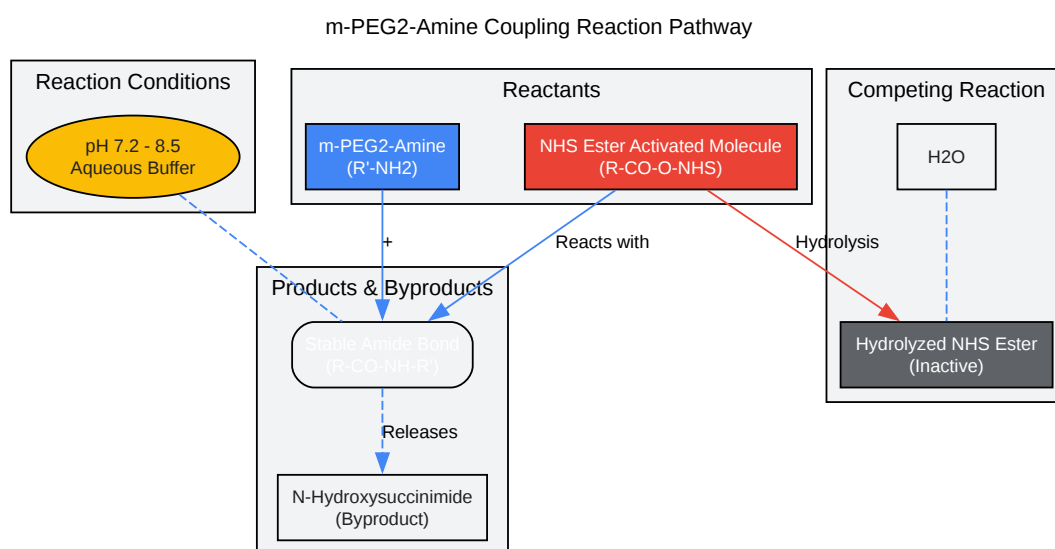 m-PEG2-Amine Coupling Reaction Pathway
Reaction Conditions
pH 7.2 - 8.5
Aqueous Buffer
Reactants
m-PEG2-Amine
(R'-NH2)
NHS Ester Activated Molecule
(R-CO-O-NHS)
Competing Reaction
H2O
+
Reacts with
Hydrolysis
Products & Byproducts
Stable Amide Bond
(R-CO-NH-R')
Hydrolyzed NHS Ester
(Inactive)
Releases
N-Hydroxysuccinimide
(Byproduct)